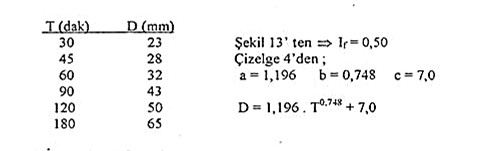 T (dak) D (mm)
30 23
45 28
60 32
90 43
120 50
180 65
Şekil 13' ten ⇒ Ir = 0,50
Çizelge 4'den ;
a = 1,196 b = 0,748 c = 7,0
D = 1,196 . T^0,748 + 7,0